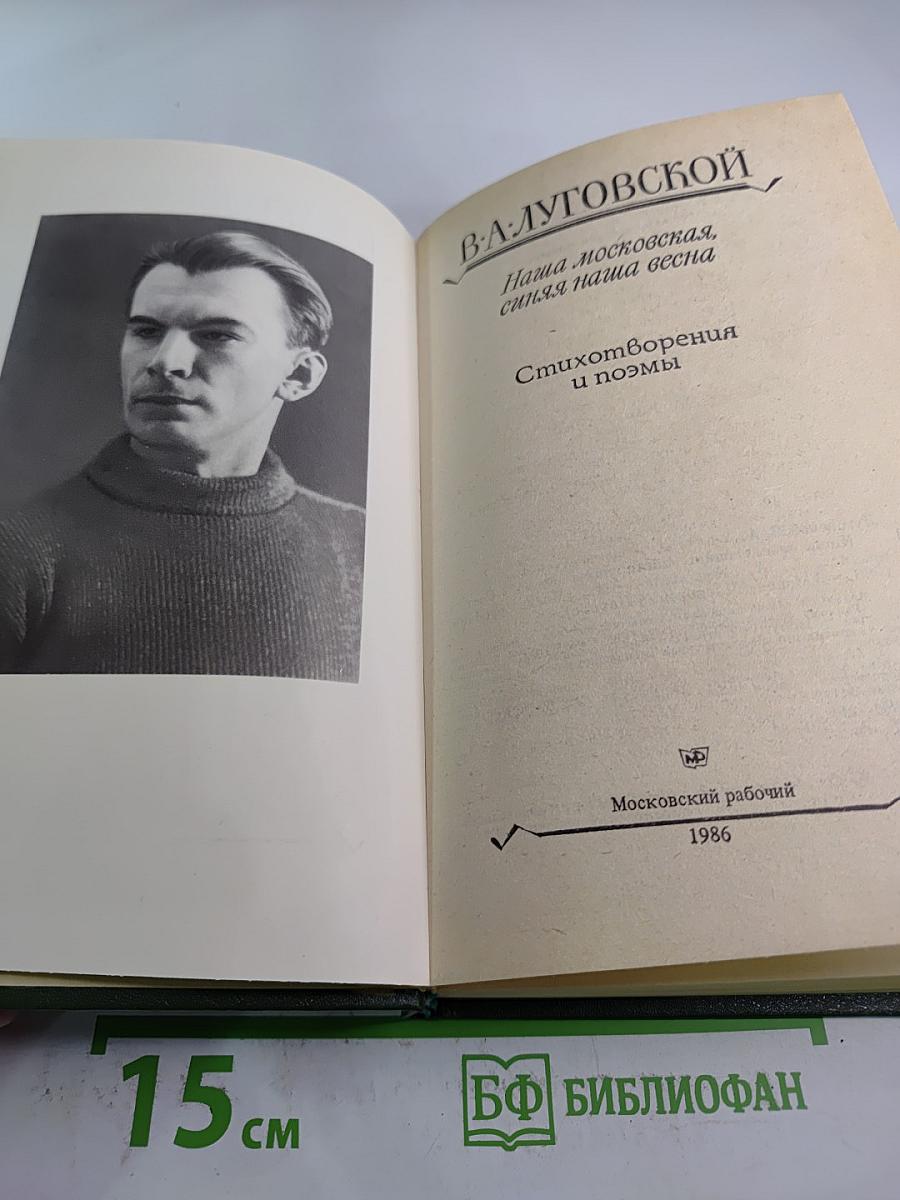 В·А·ЛУГОВСКОЙ
Наша московская,
синяя наша весна
Стихотворения
и поэмы
МР
Московский рабочий
1986
15 см
БФ БИБЛИОФАН